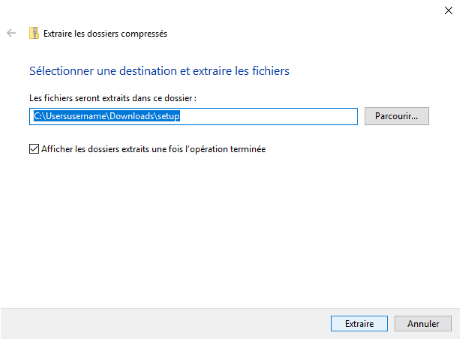 Extraire les dossiers compressés
Sélectionner une destination et extraire les fichiers
Les fichiers seront extraits dans ce dossier :
C:\Usersusername\Downloads\setup
Parcourir...
Afficher les dossiers extraits une fois l'opération terminée
Extraire
Annuler